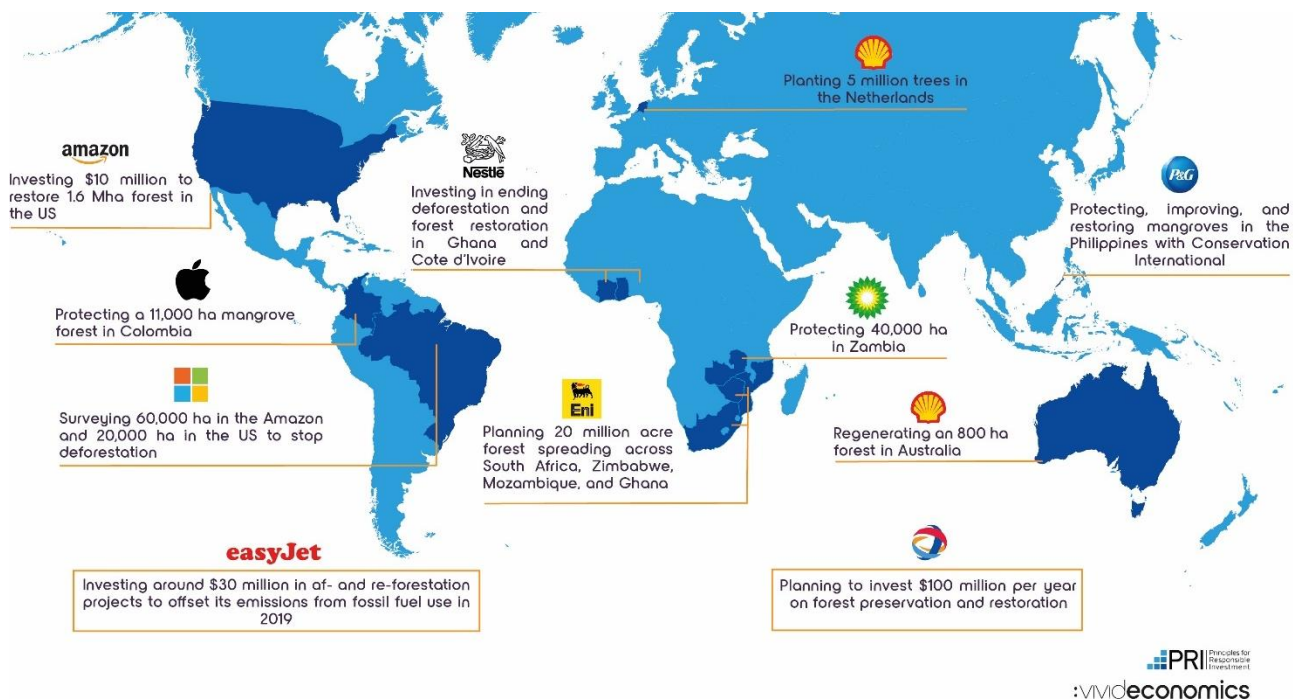 Planting 5 million trees in
the Netherlands
amazon
Investing $10 million to
restore 1.6 Mha forest in
the US
Nestlé
Investing in ending
deforestation and
forest restoration
in Ghana and
Cote d'Ivoire
P&G
Protecting, improving, and
restoring mangroves in the
Philippines with Conservation
International
Protecting a 11,000 ha mangrove
forest in Colombia
Protecting 40,000 ha
in Zambia
Surveying 60,000 ha in the Amazon
and 20,000 ha in the US to stop
deforestation
Eni
Planning 20 million acre
forest spreading across
South Africa, Zimbabwe,
Mozambique, and Ghana
Regenerating an 800 ha
forest in Australia
easyJet
Investing around $30 million in af- and re-forestation
projects to offset its emissions from fossil fuel use in
2019
Planning to invest $100 million per year
on forest preservation and restoration
PRI Principles for
Responsible
Investment
:vivideconomics